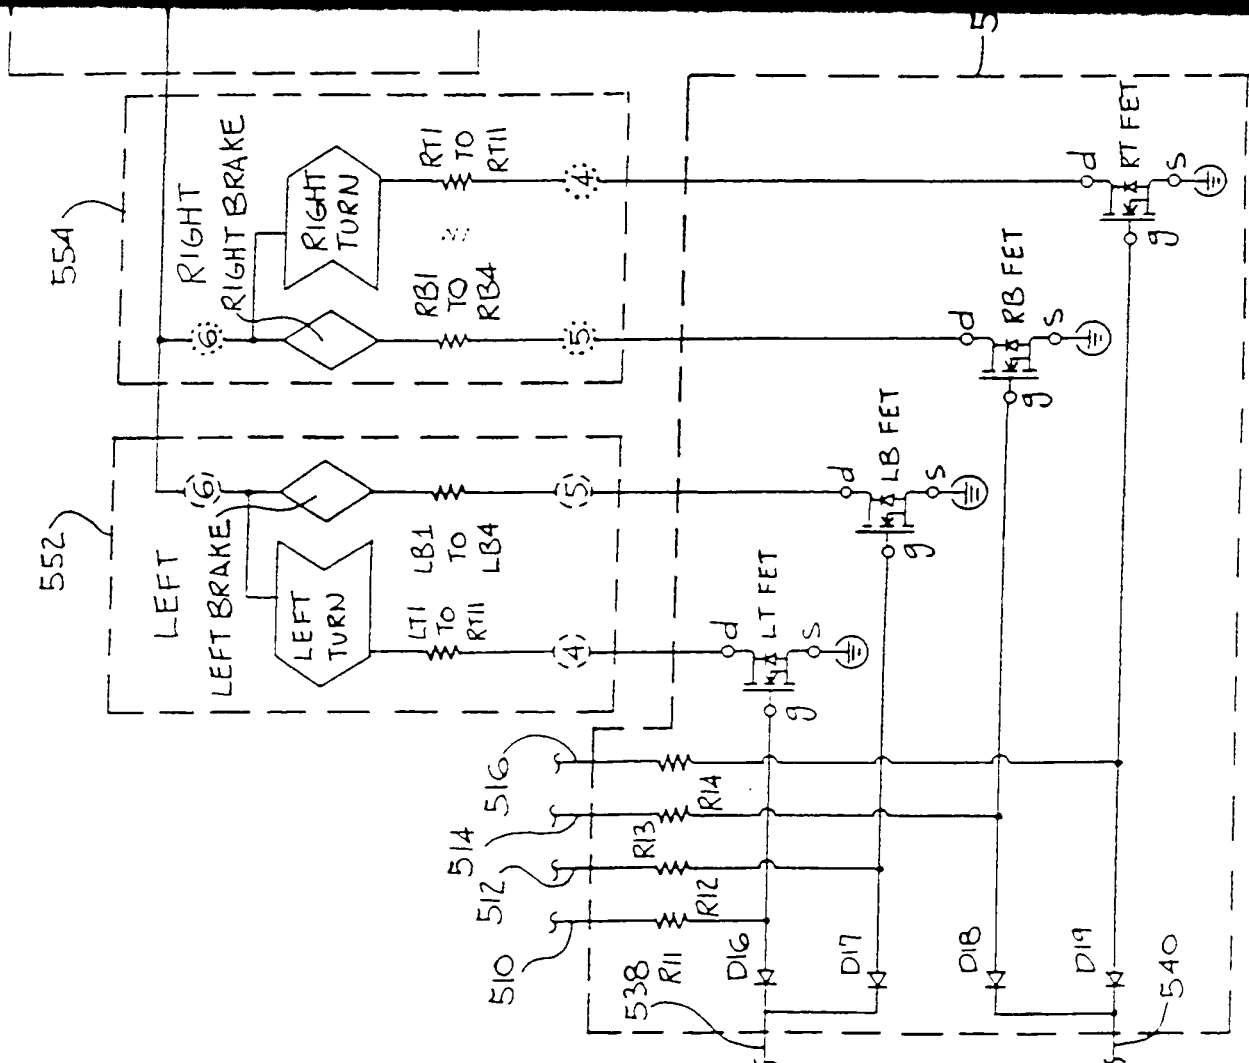 5
554
RIGHT
RIGHT BRAKE
RIGHT
TURN
RT1
TO
RT11
4
6
RB1
TO
RB4
5
552
LEFT
LEFT BRAKE
LEFT
TURN
6
LB1
TO
LB4
5
LT1
TO
RT11
4
d
RT FET
s
g
d
RB FET
s
g
d
LB FET
s
g
d
LT FET
s
g
516
514
512
510
R14
R13
R12
R11
538
D16
D17
D18
D19
540